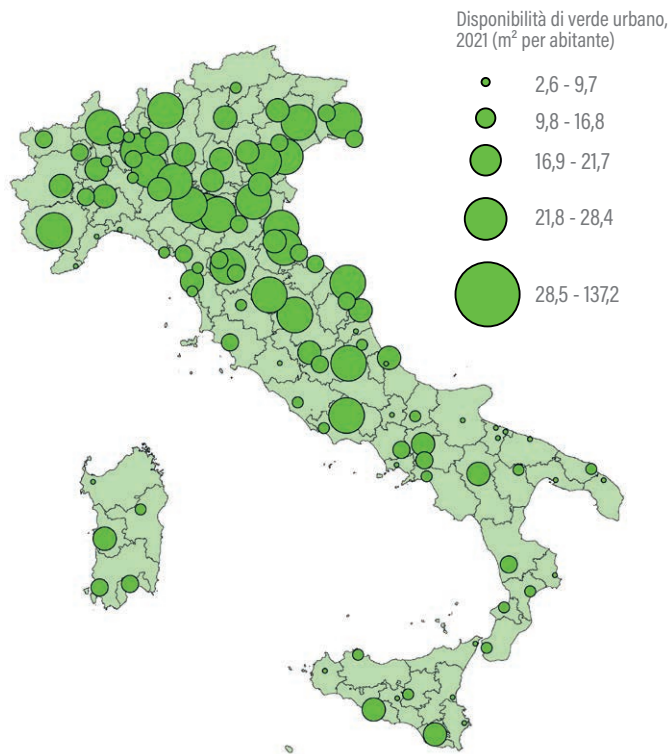 Disponibilità di verde urbano,
2021 (m² per abitante)
2,6 - 9,7
9,8 - 16,8
16,9 - 21,7
21,8 - 28,4
28,5 - 137,2